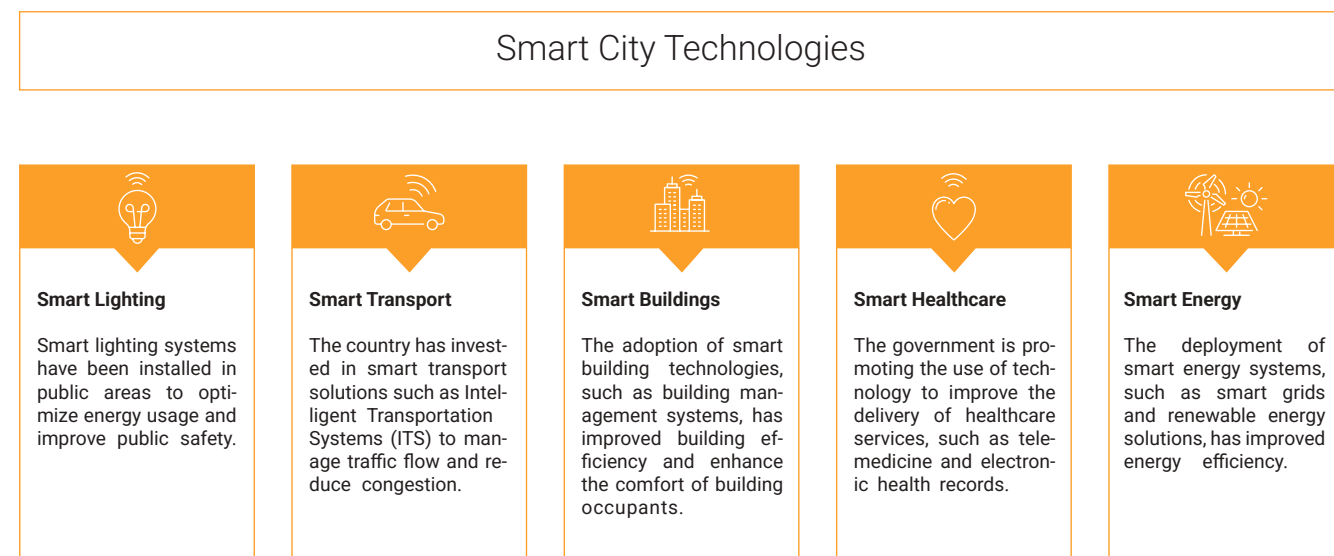 Smart City Technologies
Smart Lighting
Smart lighting systems
have been installed in
public areas to opti-
mize energy usage and
improve public safety.
Smart Transport
The country has invest-
ed in smart transport
solutions such as Intel-
ligent Transportation
Systems (ITS) to man-
age traffic flow and re-
duce congestion.
Smart Buildings
The adoption of smart
building technologies,
such as building man-
agement systems, has
improved building ef-
ficiency and enhance
the comfort of building
occupants.
Smart Healthcare
The government is pro-
moting the use of tech-
nology to improve the
delivery of healthcare
services, such as tele-
medicine and electron-
ic health records.
Smart Energy
The deployment of
smart energy systems,
such as smart grids
and renewable energy
solutions, has improved
energy efficiency.